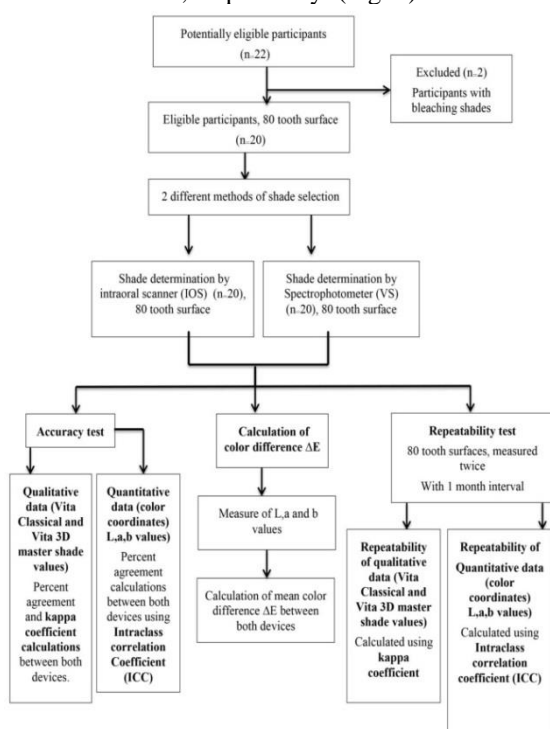 Potentially eligible participants
(n=22)
Excluded (n=2)
Participants with
bleaching shades
Eligible participants, 80 tooth surface
(n=20)
2 different methods of shade selection
Shade determination by
intraoral scanner (IOS) (n=20),
80 tooth surface
Shade determination by
Spectrophotometer (VS)
(n=20), 80 tooth surface
Accuracy test
Qualitative
data (Vita
Classical and
Vita 3D
master shade
values)
Percent
agreement
and kappa
coefficient
calculations
between both
devices.
Quantitative
data (color
coordinates)
L,a,b values)
Percent
agreement
calculations
between both
devices using
Intraclass
correlation
Coefficient
(ICC)
Calculation of
color difference ΔE
Measure of L,a and b
values
Calculation of mean color
difference ΔE between
both devices
Repeatability test
80 tooth surfaces, measured
twice
With 1 month interval
Repeatability
of qualitative
data (Vita
Classical and
Vita 3D master
shade values)
Calculated using
kappa
coefficient
Repeatability of
Quantitative data
(color
coordinates)
L,a,b values)
Calculated using
Intraclass
correlation
coefficient (ICC)